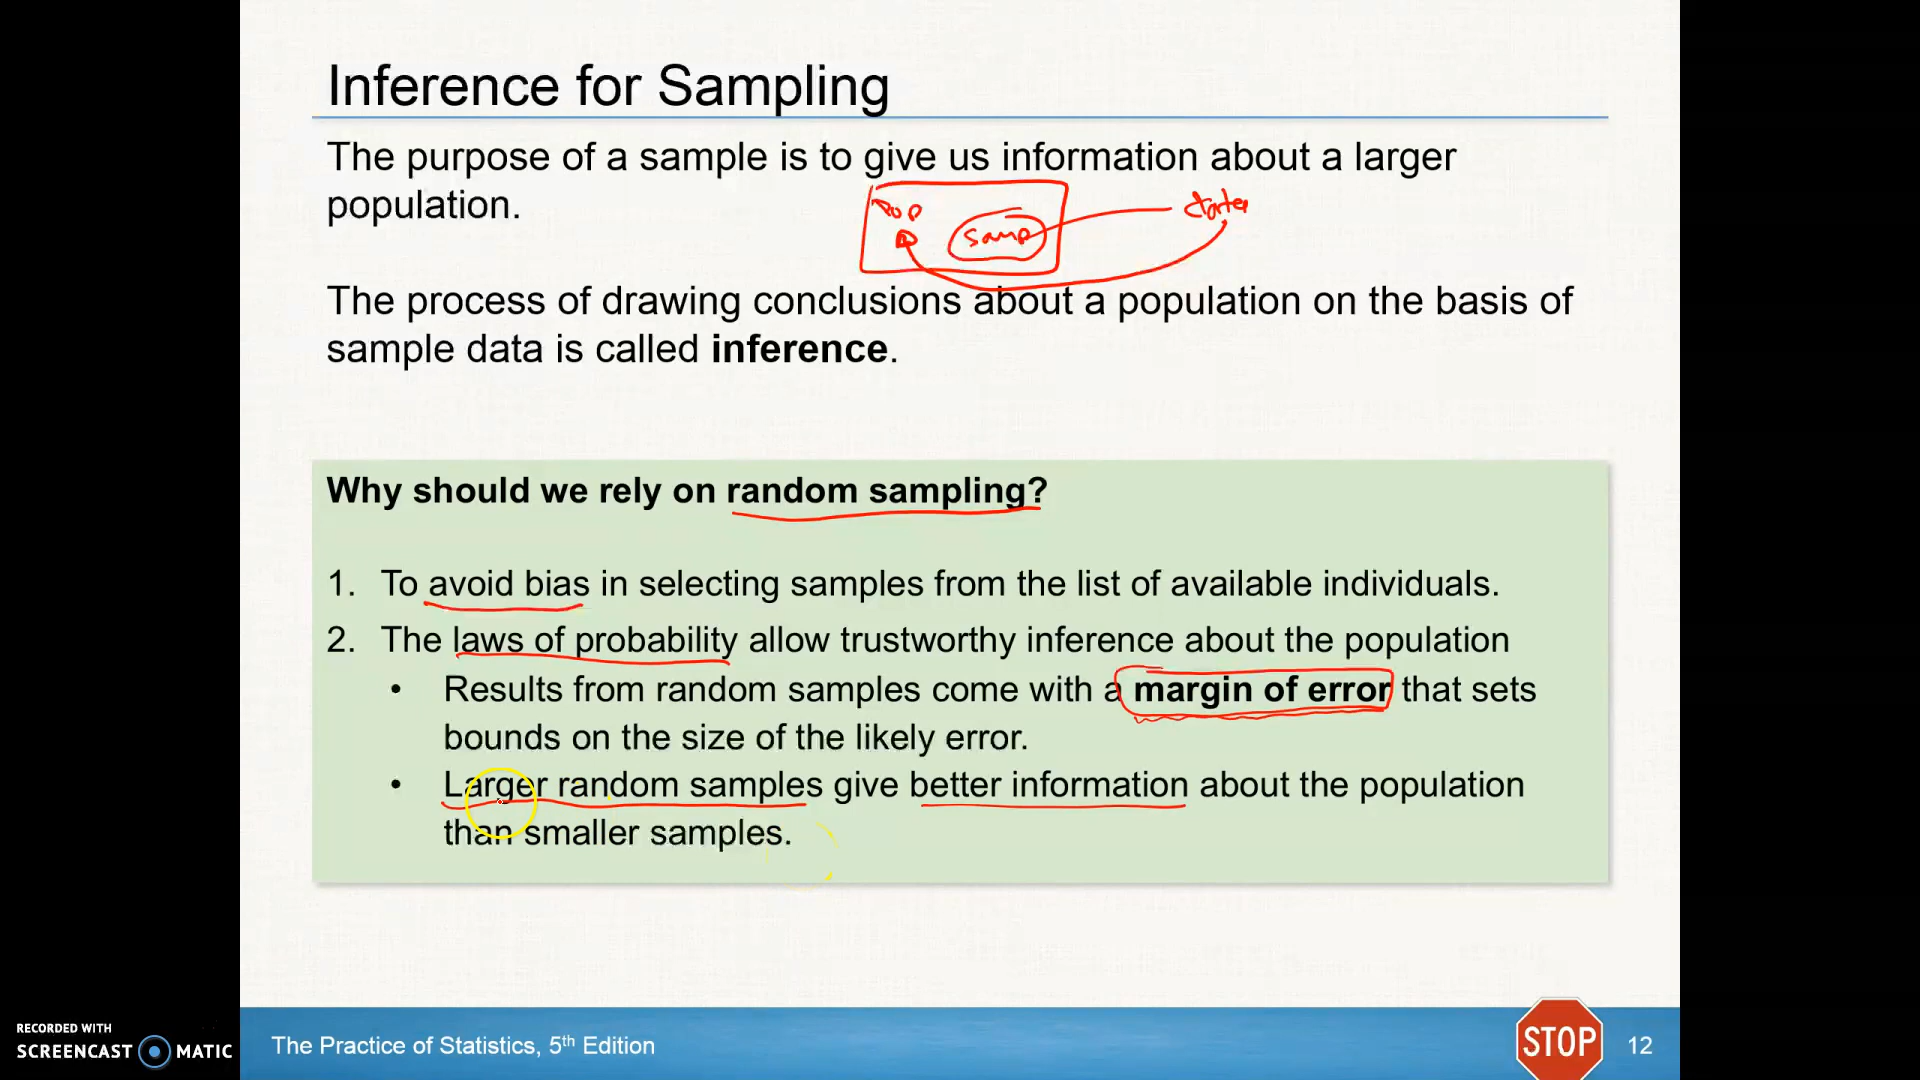 Inference for Sampling
The purpose of a sample is to give us information about a larger
population.
Pop
Samp
The process of drawing conclusions about a population on the basis of
sample data is called inference.
Why should we rely on random sampling?
1. To avoid bias in selecting samples from the list of available individuals.
2. The laws of probability allow trustworthy inference about the population
• Results from random samples come with a margin of error that sets
bounds on the size of the likely error.
• Larger random samples give better information about the population
than smaller samples.
RECORDED WITH
SCREENCAST MATIC
The Practice of Statistics, 5th Edition
STOP
12